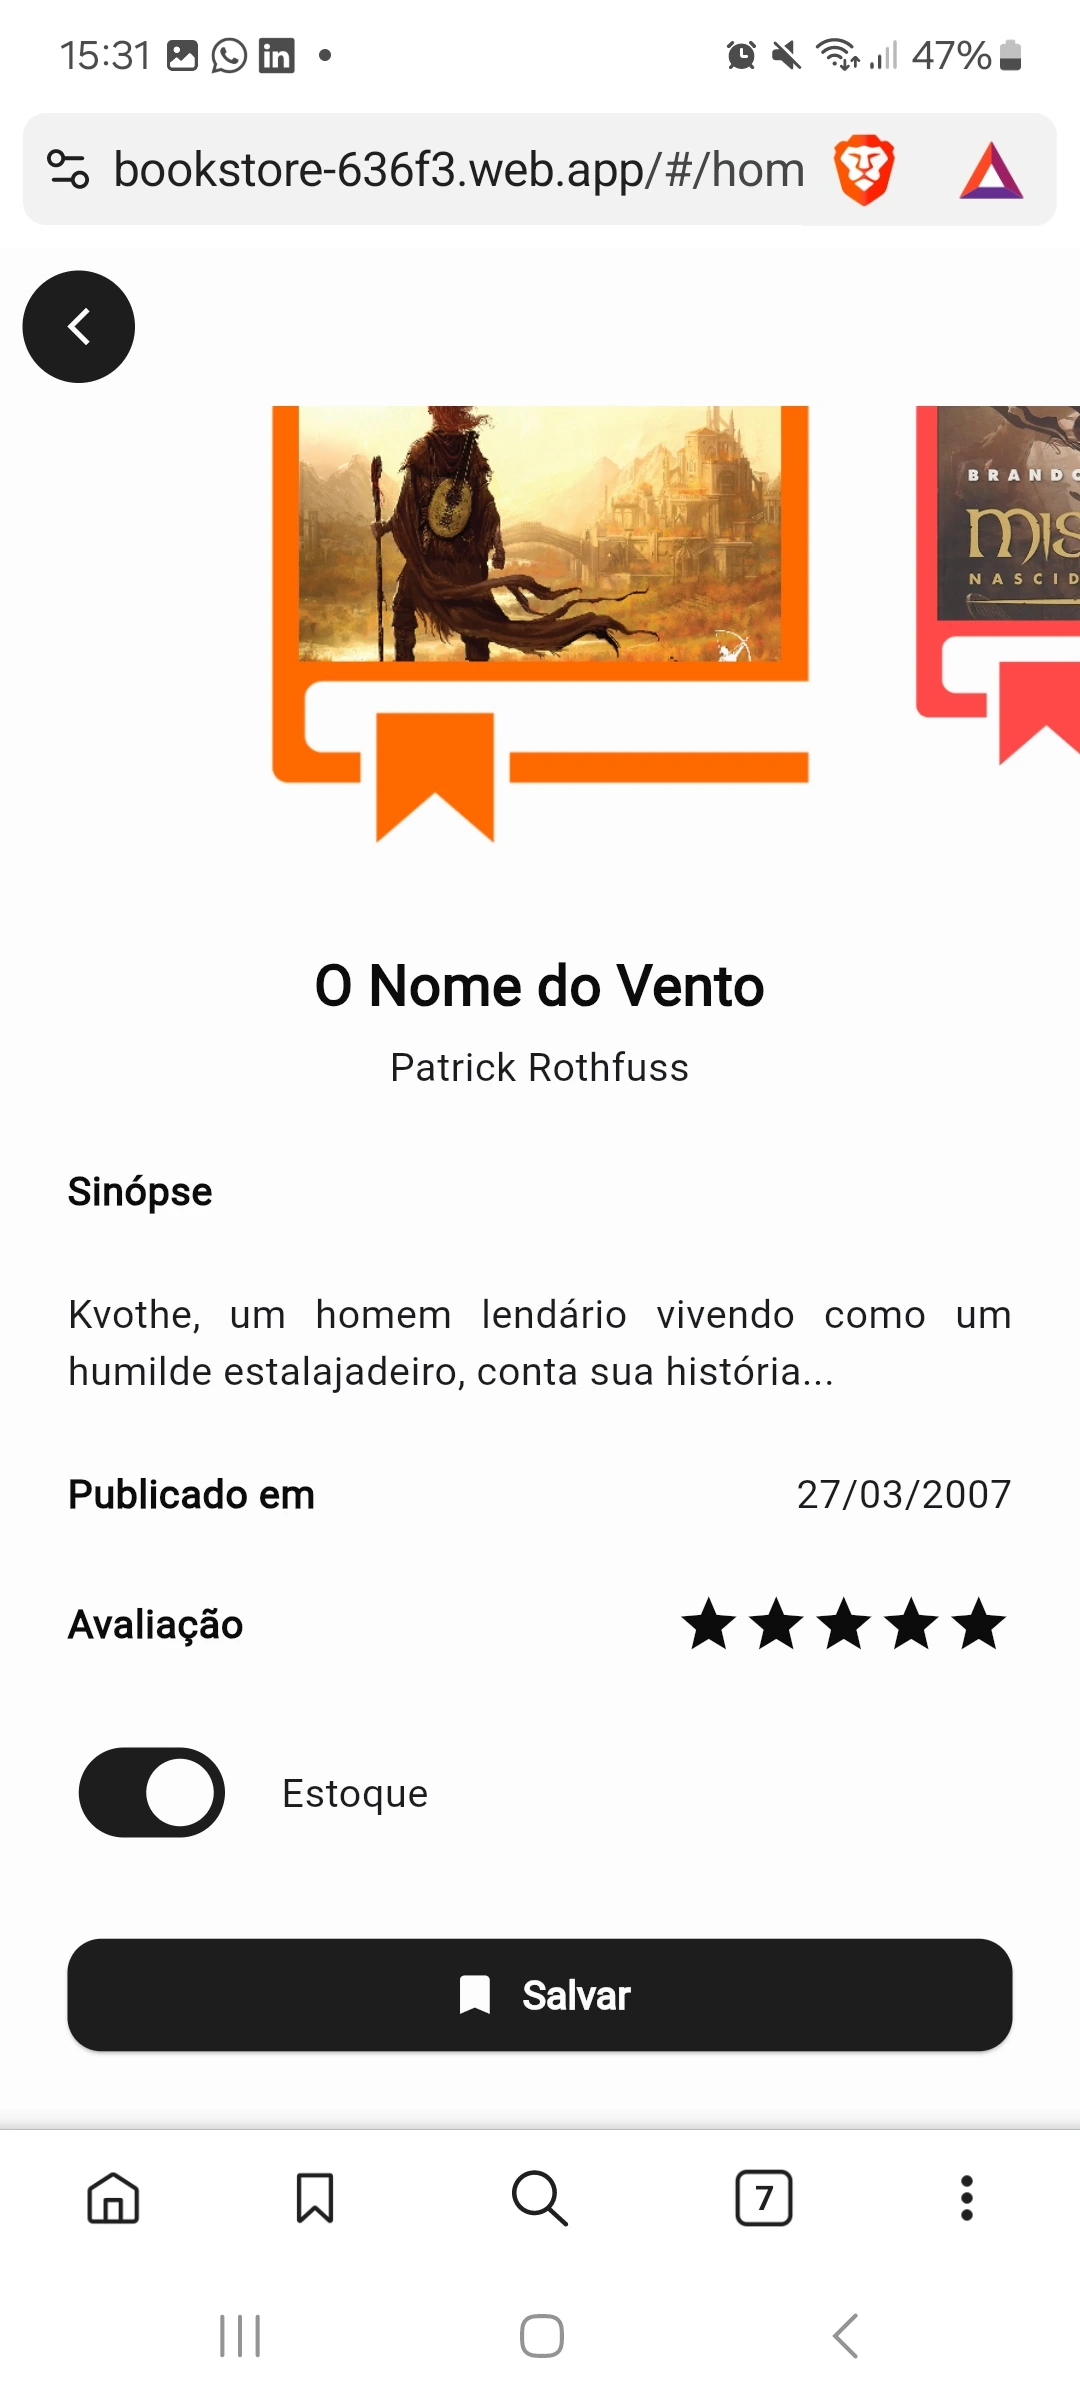 15:31
47%
bookstore-636f3.web.app/#/hom
BRANDO
MIS
NASCID
O Nome do Vento
Patrick Rothfuss
Sinópse
Kvothe, um homem lendário vivendo como um
humilde estalajadeiro, conta sua história...
Publicado em 27/03/2007
Avaliação
Estoque
Salvar
7